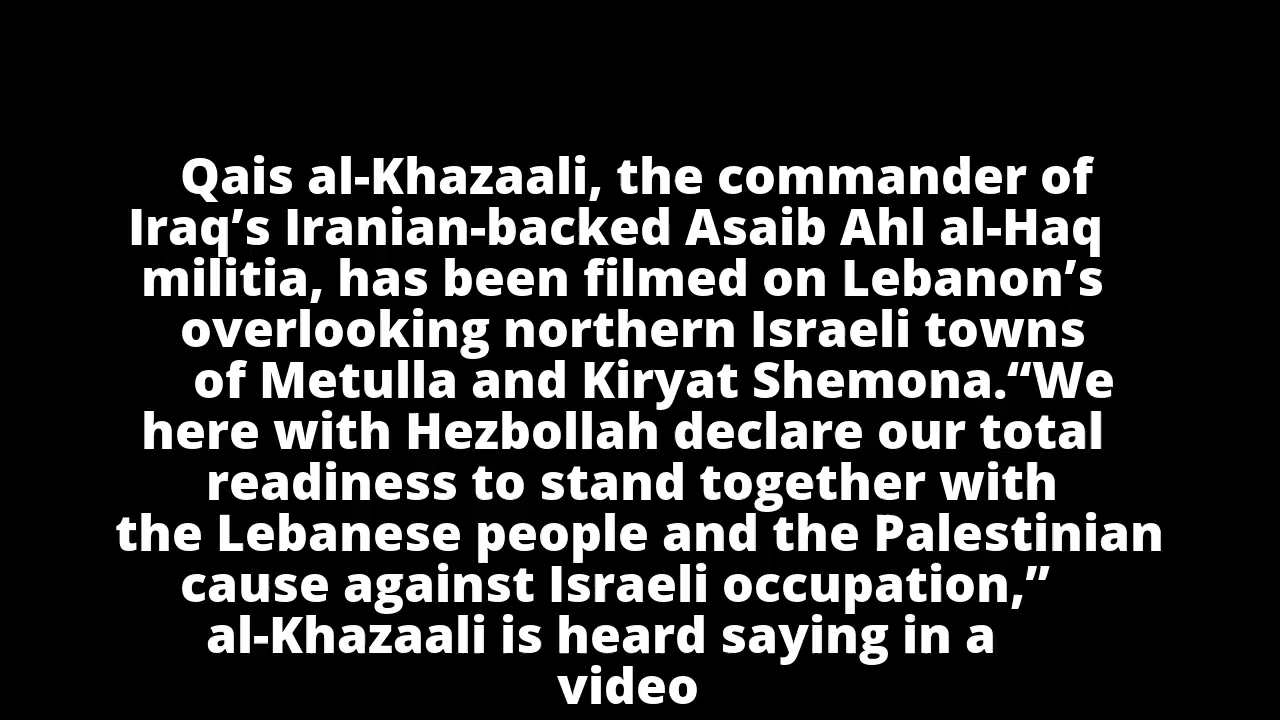 Qais al-Khazaali, the commander of
Iraq’s Iranian-backed Asaib Ahl al-Haq
militia, has been filmed on Lebanon’s
overlooking northern Israeli towns
of Metulla and Kiryat Shemona.“We
here with Hezbollah declare our total
readiness to stand together with
the Lebanese people and the Palestinian
cause against Israeli occupation,”
al-Khazaali is heard saying in a
video